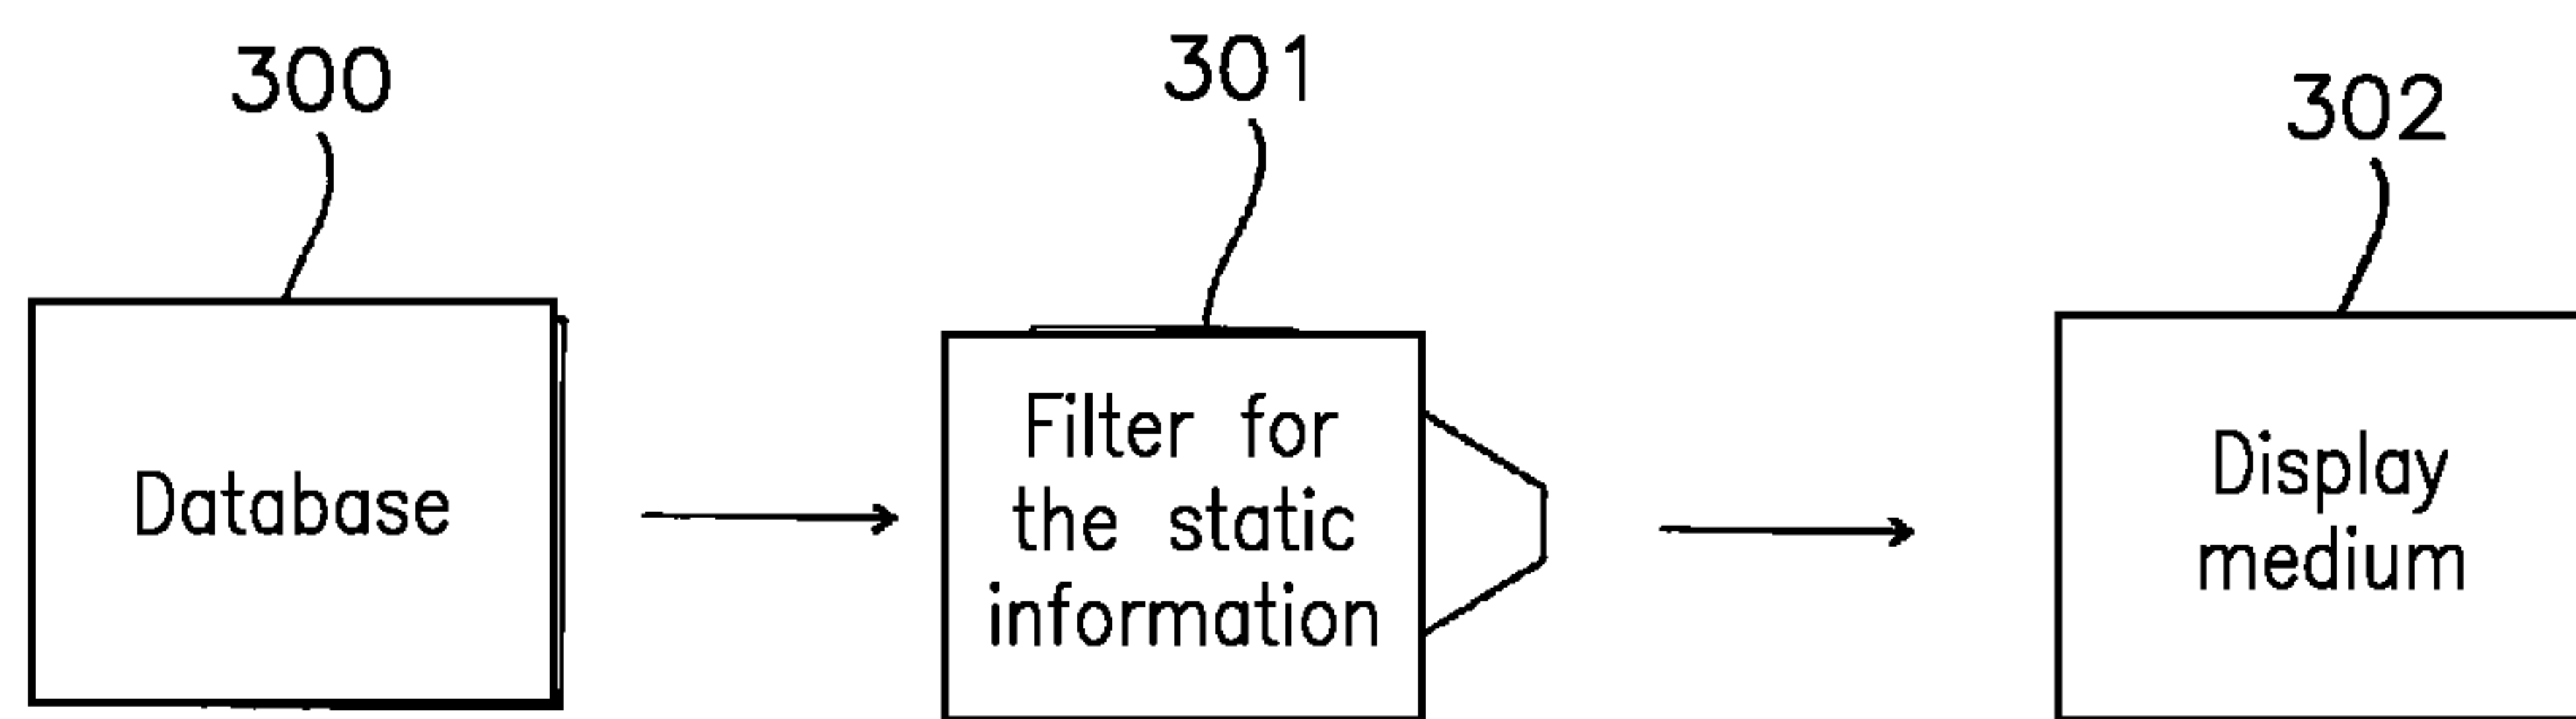 300
301
302
Database
Filter for
the static
information
Display
medium